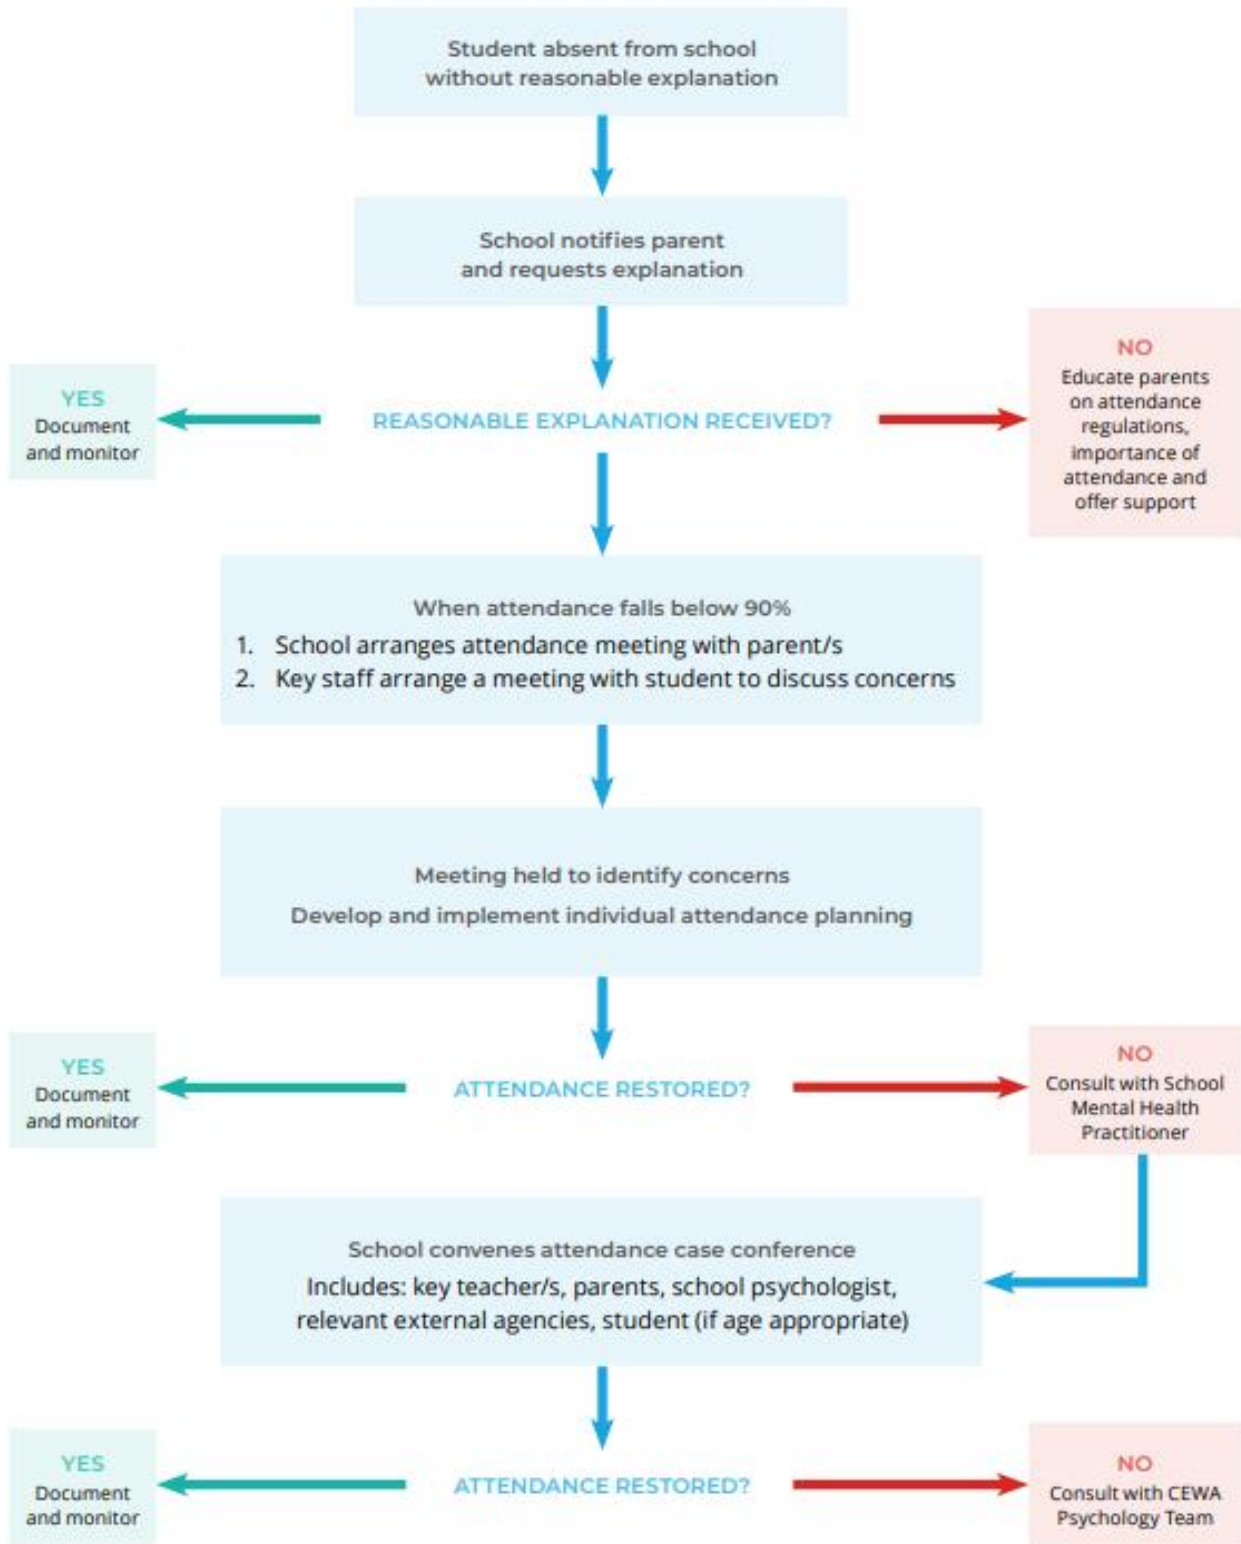 Student absent from school
without reasonable explanation
School notifies parent
and requests explanation
YES
Document
and monitor
REASONABLE EXPLANATION RECEIVED?
NO
Educate parents
on attendance
regulations,
importance of
attendance and
offer support
When attendance falls below 90%
1. School arranges attendance meeting with parent/s
2. Key staff arrange a meeting with student to discuss concerns
Meeting held to identify concerns
Develop and implement individual attendance planning
YES
Document
and monitor
ATTENDANCE RESTORED?
NO
Consult with School
Mental Health
Practitioner
School convenes attendance case conference
Includes: key teacher/s, parents, school psychologist,
relevant external agencies, student (if age appropriate)
YES
Document
and monitor
ATTENDANCE RESTORED?
NO
Consult with CEWA
Psychology Team